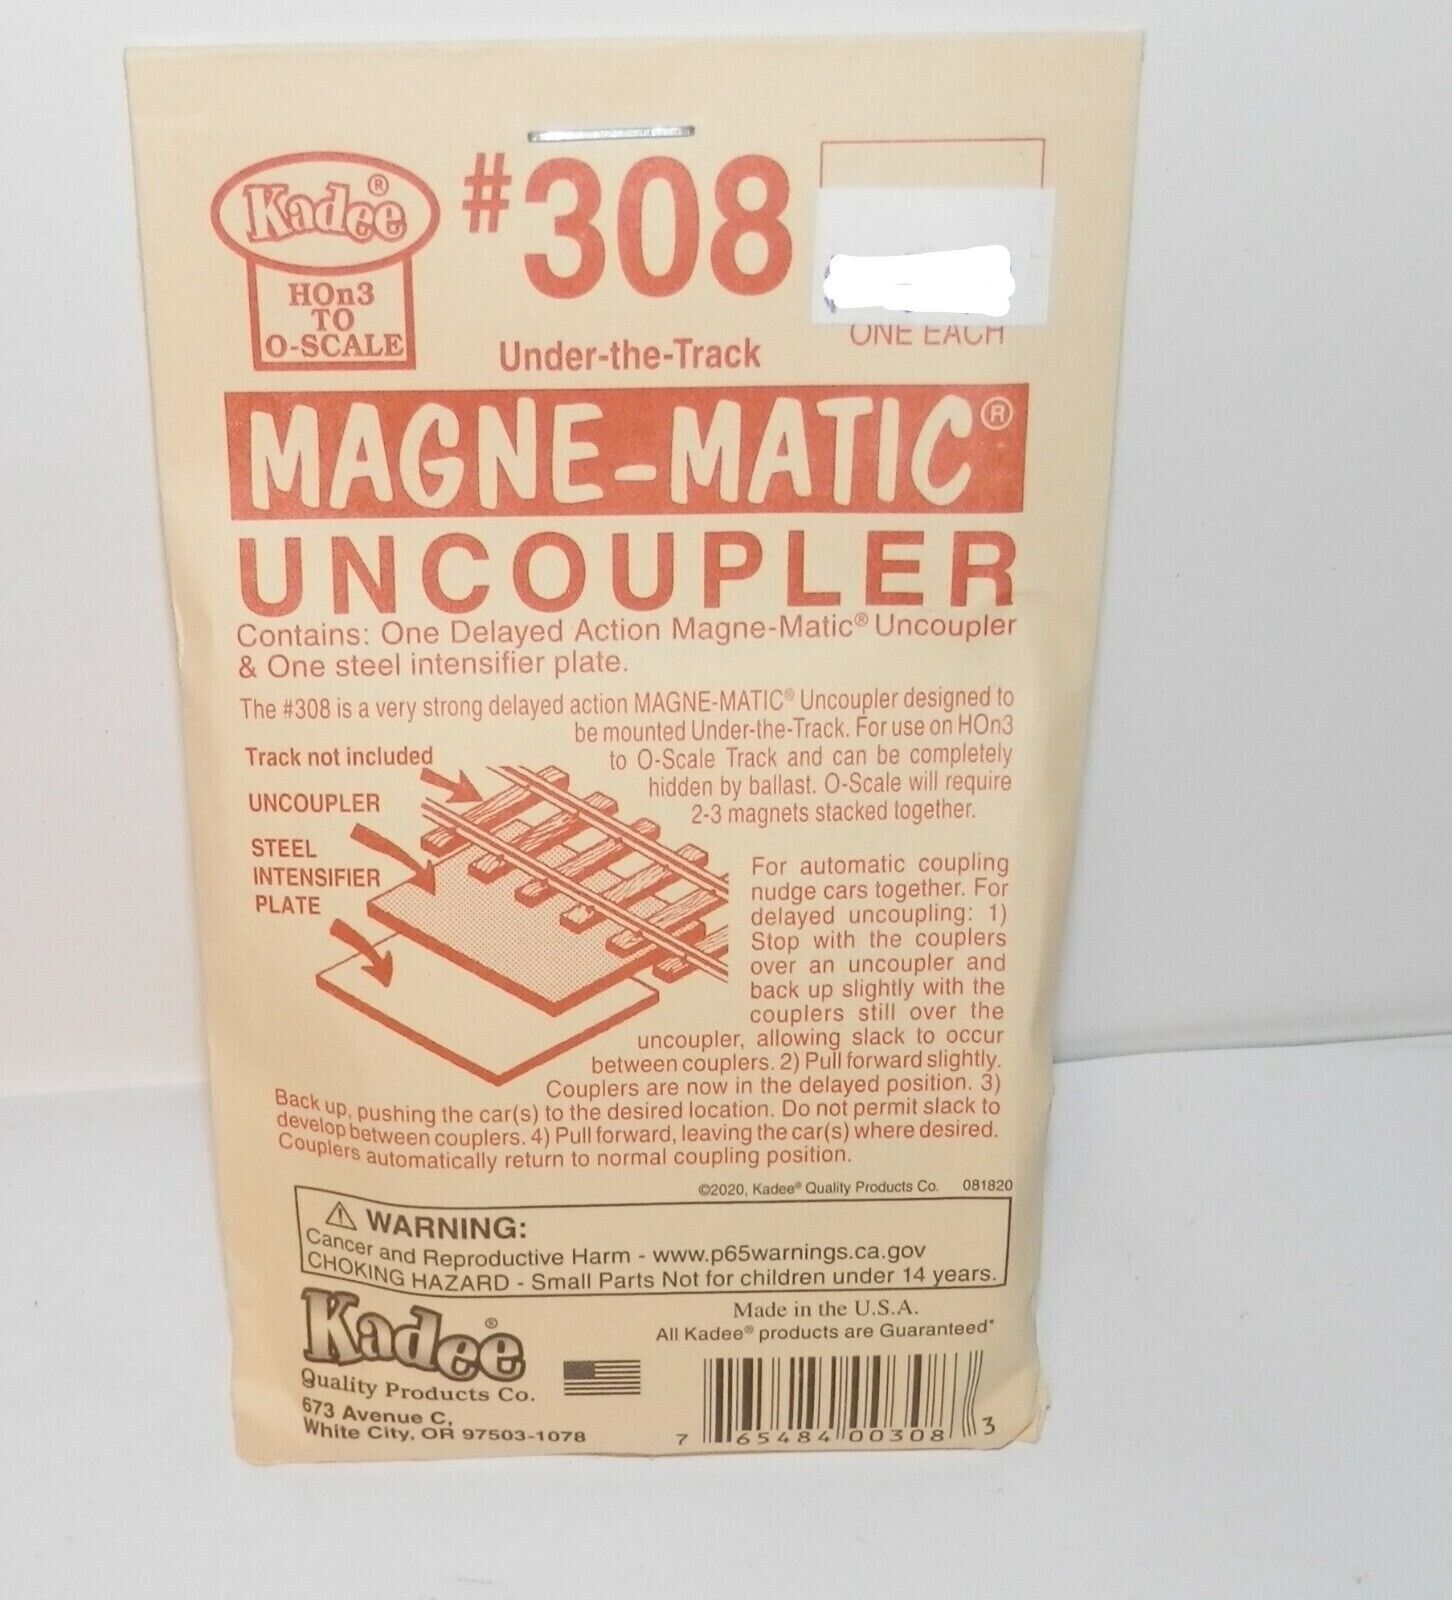 Kadee®
HOn3
TO
O-SCALE
#308
ONE EACH
Under-the-Track
MAGNE-MATIC®
UNCOUPLER
Contains: One Delayed Action Magne-Matic® Uncoupler
& One steel intensifier plate.
The #308 is a very strong delayed action MAGNE-MATIC® Uncoupler designed to
be mounted Under-the-Track. For use on HOn3
to O-Scale Track and can be completely
hidden by ballast. O-Scale will require
2-3 magnets stacked together.
Track not included
UNCOUPLER
STEEL
INTENSIFIER
PLATE
For automatic coupling
nudge cars together. For
delayed uncoupling: 1)
Stop with the couplers
over an uncoupler and
back up slightly with the
couplers still over the
uncoupler, allowing slack to occur
between couplers. 2) Pull forward slightly.
Couplers are now in the delayed position. 3)
Back up, pushing the car(s) to the desired location. Do not permit slack to
develop between couplers. 4) Pull forward, leaving the car(s) where desired.
Couplers automatically return to normal coupling position.
©2020, Kadee® Quality Products Co. 081820
⚠ WARNING:
Cancer and Reproductive Harm - www.p65warnings.ca.gov
CHOKING HAZARD - Small Parts Not for children under 14 years.
Kadee®
Quality Products Co.
673 Avenue C,
White City, OR 97503-1078
Made in the U.S.A.
All Kadee® products are Guaranteed*
7 65484 00308 3